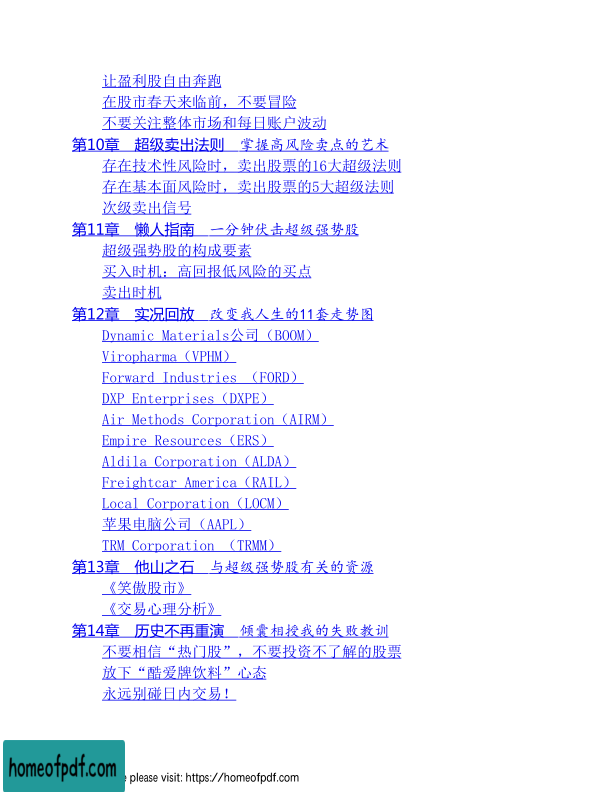 让盈利股自由奔跑
在股市春天来临前，不要冒险
不要关注整体市场和每日账户波动
第10章　超级卖出法则　掌握高风险卖点的艺术
存在技术性风险时，卖出股票的16大超级法则
存在基本面风险时，卖出股票的5大超级法则
次级卖出信号
第11章　懒人指南　一分钟伏击超级强势股
超级强势股的构成要素
买入时机：高回报低风险的买点
卖出时机
第12章　实况回放　改变我人生的11套走势图
Dynamic Materials公司（BOOM）
Viropharma（VPHM）
Forward Industries （FORD）
DXP Enterprises（DXPE）
Air Methods Corporation（AIRM）
Empire Resources（ERS）
Aldila Corporation（ALDA）
Freightcar America（RAIL）
Local Corporation（LOCM）
苹果电脑公司（AAPL）
TRM Corporation （TRMM）
第13章　他山之石　与超级强势股有关的资源
《笑傲股市》
《交易心理分析》
第14章　历史不再重演　倾囊相授我的失败教训
不要相信“热门股”，不要投资不了解的股票
放下“酷爱牌饮料”心态
永远别碰日内交易！
homeofpdf.com
e please visit: https://homeofpdf.com